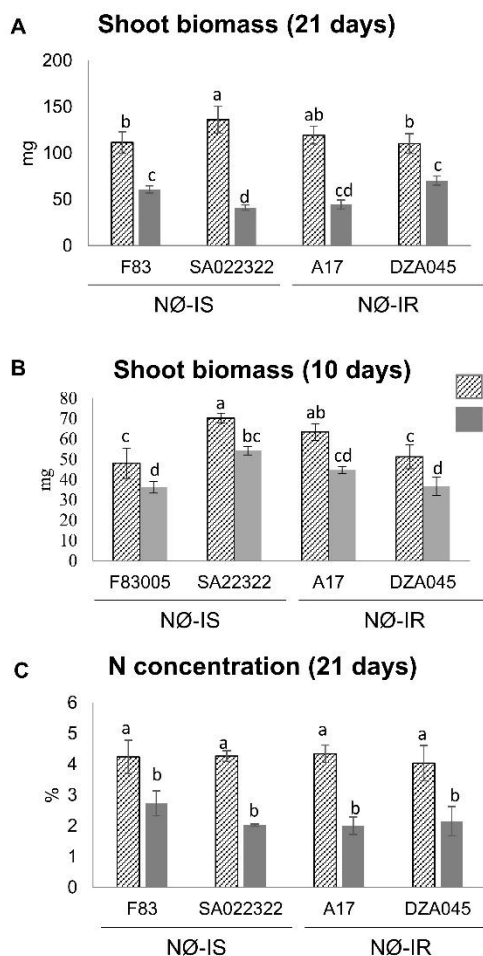 A Shoot biomass (21 days)
200
150
100
50
0
mg
b
c
a
d
ab
cd
b
c
F83 SA022322 A17 DZA045
NØ-IS NØ-IR
B Shoot biomass (10 days)
80
70
60
50
40
30
20
10
0
mg
c
d
a
bc
ab
cd
c
d
F83005 SA22322 A17 DZA045
NØ-IS NØ-IR
C N concentration (21 days)
6
5
4
3
2
1
0
%
a
b
a
b
a
b
a
b
F83 SA022322 A17 DZA045
NØ-IS NØ-IR